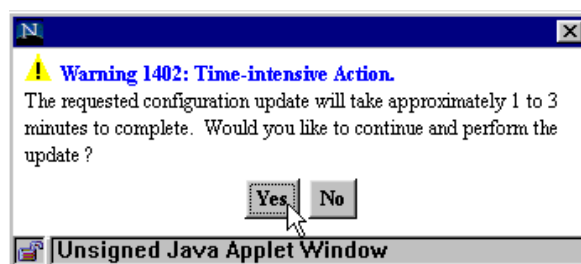 N
Warning 1402: Time-intensive Action.
The requested configuration update will take approximately 1 to 3
minutes to complete. Would you like to continue and perform the
update ?
Yes No
Unsigned Java Applet Window